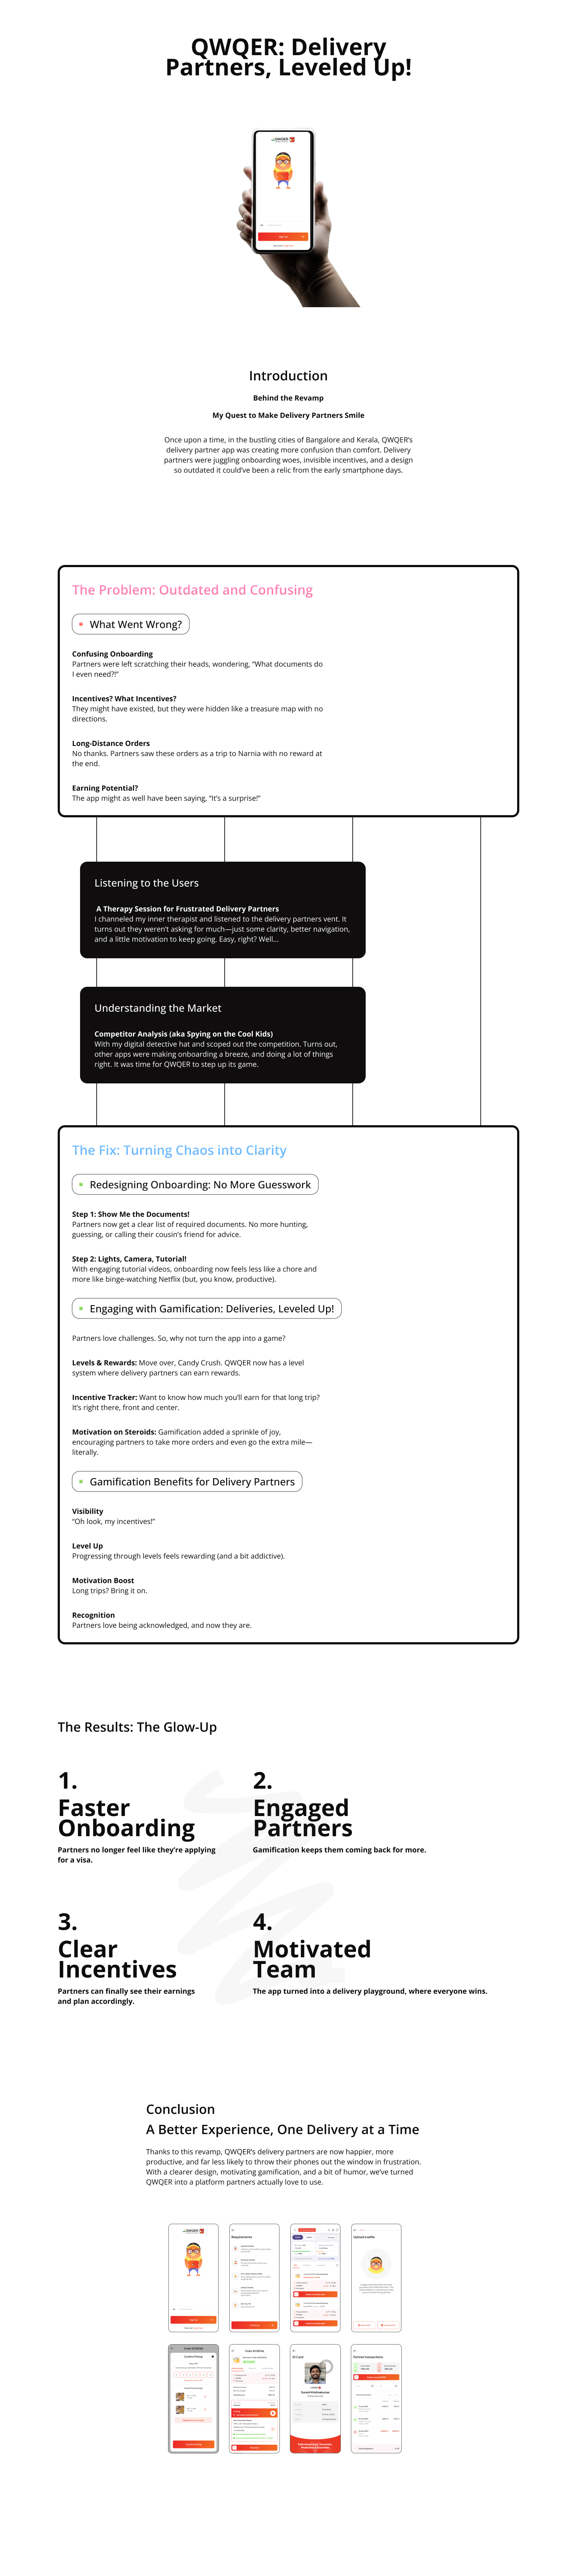 QWQER: Delivery
Partners, Leveled Up!
QWQER
Sign Up
Introduction
Behind the Revamp
My Quest to Make Delivery Partners Smile
Once upon a time, in the bustling cities of Bangalore and Kerala, QWQER's
delivery partner app was creating more confusion than comfort. Delivery
partners were juggling onboarding woes, invisible incentives, and a design
so outdated it could've been a relic from the early smartphone days.
The Problem: Outdated and Confusing
What Went Wrong?
Confusing Onboarding
Partners were left scratching their heads, wondering, “What documents do
I even need?!”
Incentives? What Incentives?
They might have existed, but they were hidden like a treasure map with no
directions.
Long-Distance Orders
No thanks. Partners saw these orders as a trip to Narnia with no reward at
the end.
Earning Potential?
The app might as well have been saying, “It's a surprise!”
Listening to the Users
A Therapy Session for Frustrated Delivery Partners
I channeled my inner therapist and listened to the delivery partners vent. It
turns out they weren't asking for much—just some clarity, better navigation,
and a little motivation to keep going. Easy, right? Well...
Understanding the Market
Competitor Analysis (aka Spying on the Cool Kids)
With my digital detective hat and scoped out the competition. Turns out,
other apps were making onboarding a breeze, and doing a lot of things
right. It was time for QWQER to step up its game.
The Fix: Turning Chaos into Clarity
Redesigning Onboarding: No More Guesswork
Step 1: Show Me the Documents!
Partners now get a clear list of required documents. No more hunting,
guessing, or calling their cousin's friend for advice.
Step 2: Lights, Camera, Tutorial!
With engaging tutorial videos, onboarding now feels less like a chore and
more like binge-watching Netflix (but, you know, productive).
Engaging with Gamification: Deliveries, Leveled Up!
Partners love challenges. So, why not turn the app into a game?
Levels & Rewards: Move over, Candy Crush. QWQER now has a level
system where delivery partners can earn rewards.
Incentive Tracker: Want to know how much you'll earn for that long trip?
It's right there, front and center.
Motivation on Steroids: Gamification added a sprinkle of joy,
encouraging partners to take more orders and even go the extra mile—
literally.
Gamification Benefits for Delivery Partners
Visibility
“Oh look, my incentives!”
Level Up
Progressing through levels feels rewarding (and a bit addictive).
Motivation Boost
Long trips? Bring it on.
Recognition
Partners love being acknowledged, and now they are.
The Results: The Glow-Up
1.
Faster
Onboarding
Partners no longer feel like they're applying
for a visa.
2.
Engaged
Partners
Gamification keeps them coming back for more.
3.
Clear
Incentives
Partners can finally see their earnings
and plan accordingly.
4.
Motivated
Team
The app turned into a delivery playground, where everyone wins.
Conclusion
A Better Experience, One Delivery at a Time
Thanks to this revamp, QWQER's delivery partners are now happier, more
productive, and far less likely to throw their phones out the window in frustration.
With a clearer design, motivating gamification, and a bit of humor, we've turned
QWQER into a platform partners actually love to use.
QWQER
Sign Up
Requirements
Upload a selfie
Confirm Pickup
ID Card
Suresh Krishnakumar
Partner transactions